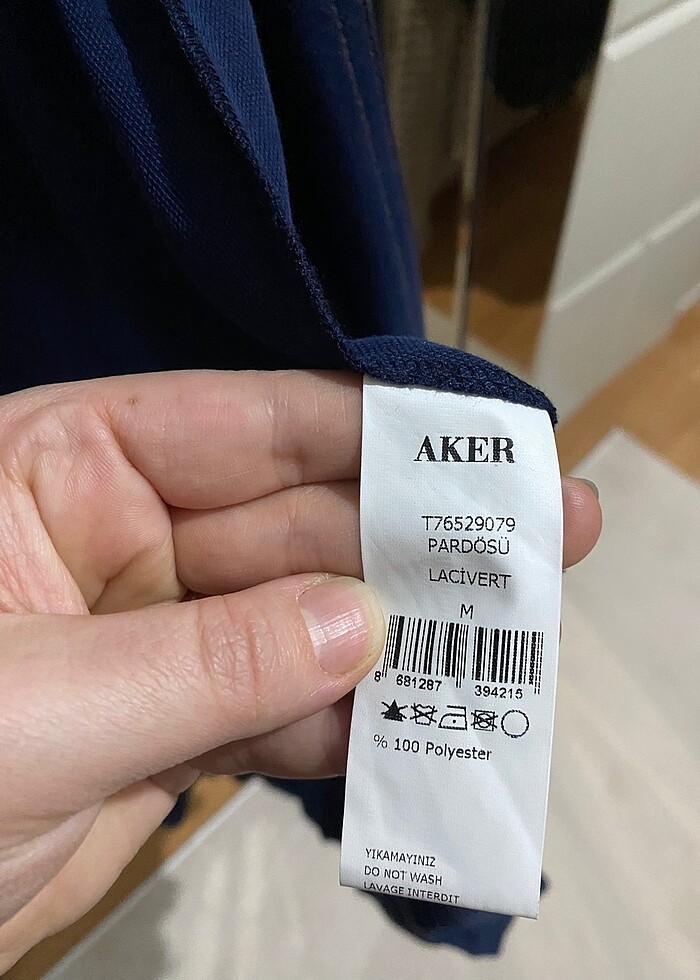 AKER
T76529079
PARDÖSÜ
LACİVERT
M
8 681287 394215
% 100 Polyester
YIKAMAYINIZ
DO NOT WASH
LAVAGE INTERDIT